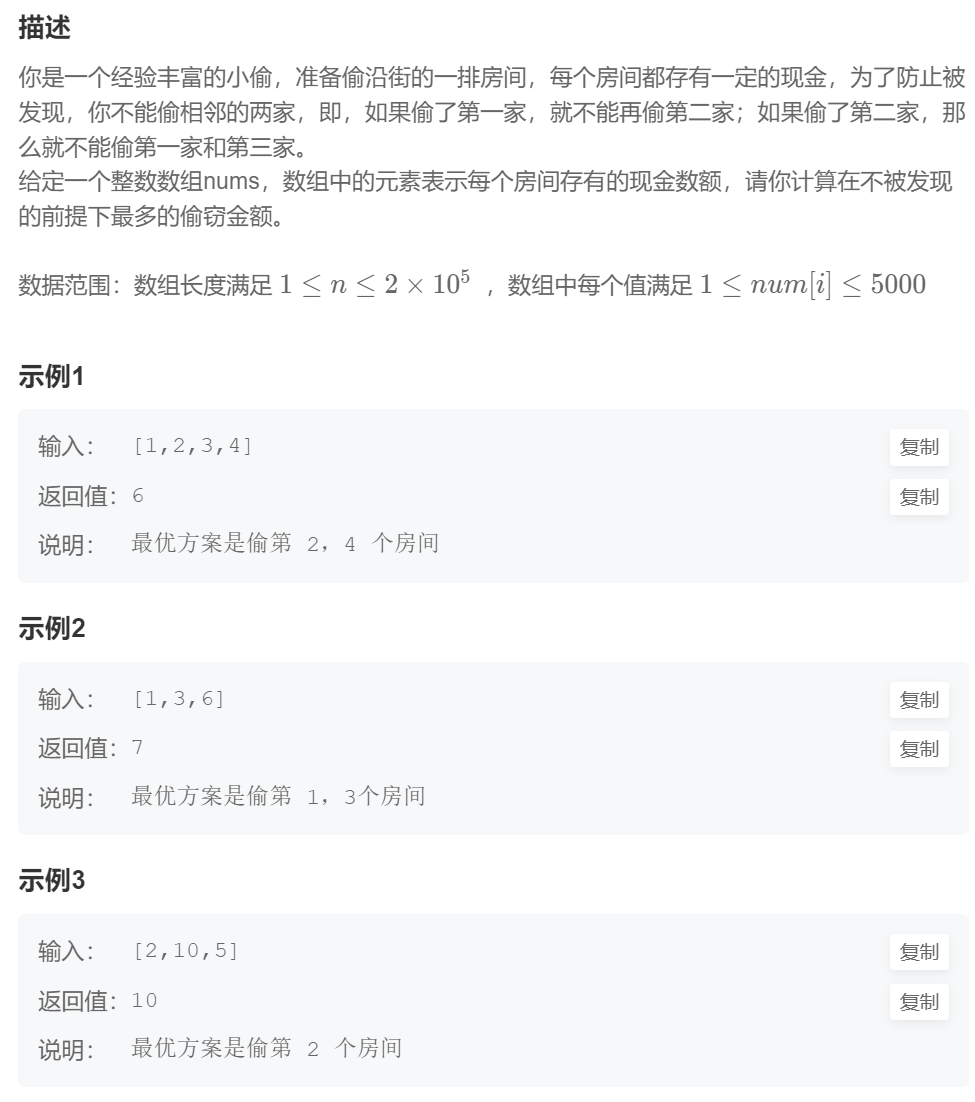 描述
你是一个经验丰富的小偷，准备偷沿街的一排房间，每个房间都存有一定的现金，为了防止被
发现，你不能偷相邻的两家，即，如果偷了第一家，就不能再偷第二家；如果偷了第二家，那
么就不能偷第一家和第三家。
给定一个整数数组nums，数组中的元素表示每个房间存有的现金数额，请你计算在不被发现
的前提下最多的偷窃金额。
数据范围：数组长度满足 1 ≤ n ≤ 2 × 10⁵ ，数组中每个值满足 1 ≤ num[i] ≤ 5000
示例1
输入： [1,2,3,4] 复制
返回值：6 复制
说明： 最优方案是偷第 2，4 个房间
示例2
输入： [1,3,6] 复制
返回值：7 复制
说明： 最优方案是偷第 1，3个房间
示例3
输入： [2,10,5] 复制
返回值：10 复制
说明： 最优方案是偷第 2 个房间